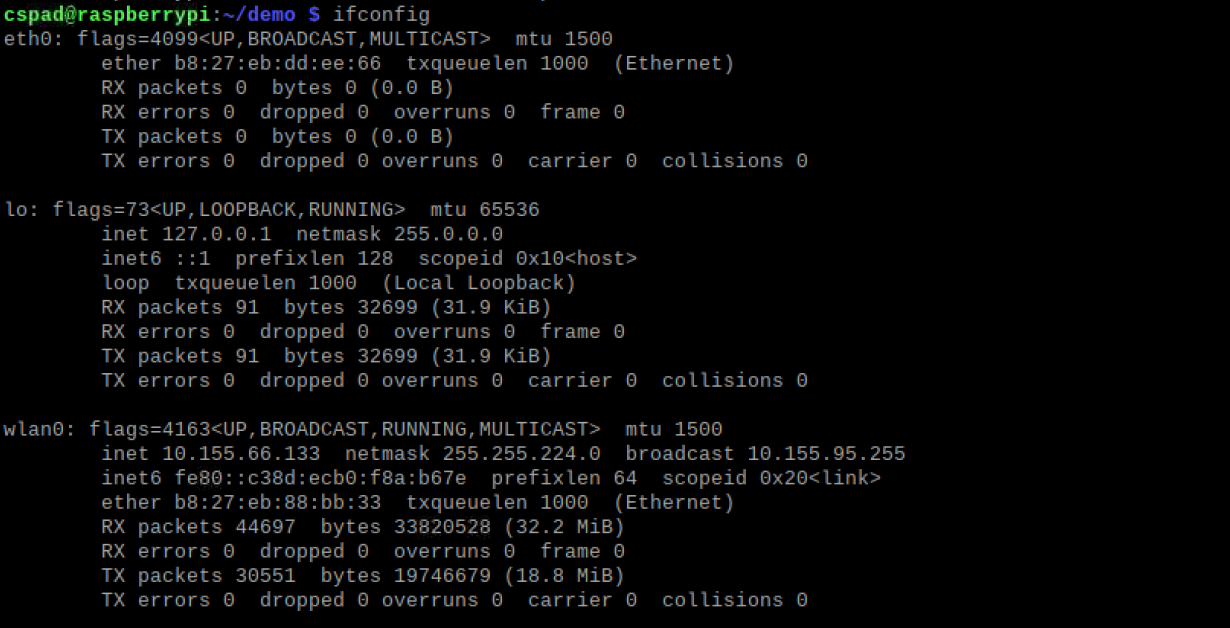 cspad@raspberrypi:~/demo $ ifconfig
eth0: flags=4099<UP,BROADCAST,MULTICAST>  mtu 1500
        ether b8:27:eb:dd:ee:66  txqueuelen 1000  (Ethernet)
        RX packets 0  bytes 0 (0.0 B)
        RX errors 0  dropped 0  overruns 0  frame 0
        TX packets 0  bytes 0 (0.0 B)
        TX errors 0  dropped 0 overruns 0  carrier 0  collisions 0

lo: flags=73<UP,LOOPBACK,RUNNING>  mtu 65536
        inet 127.0.0.1  netmask 255.0.0.0
        inet6 ::1  prefixlen 128  scopeid 0x10<host>
        loop  txqueuelen 1000  (Local Loopback)
        RX packets 91  bytes 32699 (31.9 KiB)
        RX errors 0  dropped 0  overruns 0  frame 0
        TX packets 91  bytes 32699 (31.9 KiB)
        TX errors 0  dropped 0 overruns 0  carrier 0  collisions 0

wlan0: flags=4163<UP,BROADCAST,RUNNING,MULTICAST>  mtu 1500
        inet 10.155.66.133  netmask 255.255.224.0  broadcast 10.155.95.255
        inet6 fe80::c38d:ecb0:f8a:b67e  prefixlen 64  scopeid 0x20<link>
        ether b8:27:eb:88:bb:33  txqueuelen 1000  (Ethernet)
        RX packets 44697  bytes 33820528 (32.2 MiB)
        RX errors 0  dropped 0  overruns 0  frame 0
        TX packets 30551  bytes 19746679 (18.8 MiB)
        TX errors 0  dropped 0 overruns 0  carrier 0  collisions 0